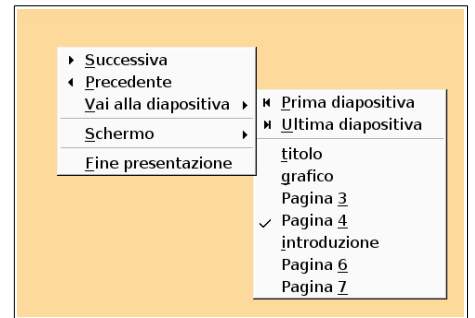 Successiva
Precedente
Vai alla diapositiva
Schermo
Fine presentazione
Prima diapositiva
Ultima diapositiva
titolo
grafico
Pagina 3
Pagina 4
introduzione
Pagina 6
Pagina 7